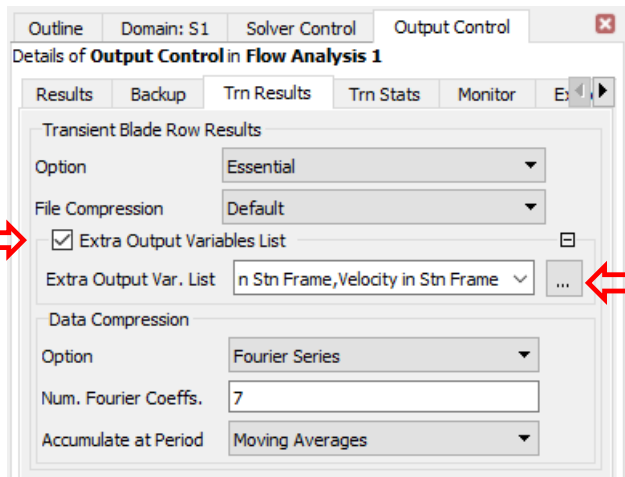 Outline Domain: S1 Solver Control Output Control
Details of Output Control in Flow Analysis 1
Results Backup Trn Results Trn Stats Monitor
Transient Blade Row Results
Option Essential
File Compression Default
Extra Output Variables List
Extra Output Var. List n Stn Frame,Velocity in Stn Frame ...
Data Compression
Option Fourier Series
Num. Fourier Coeffs. 7
Accumulate at Period Moving Averages